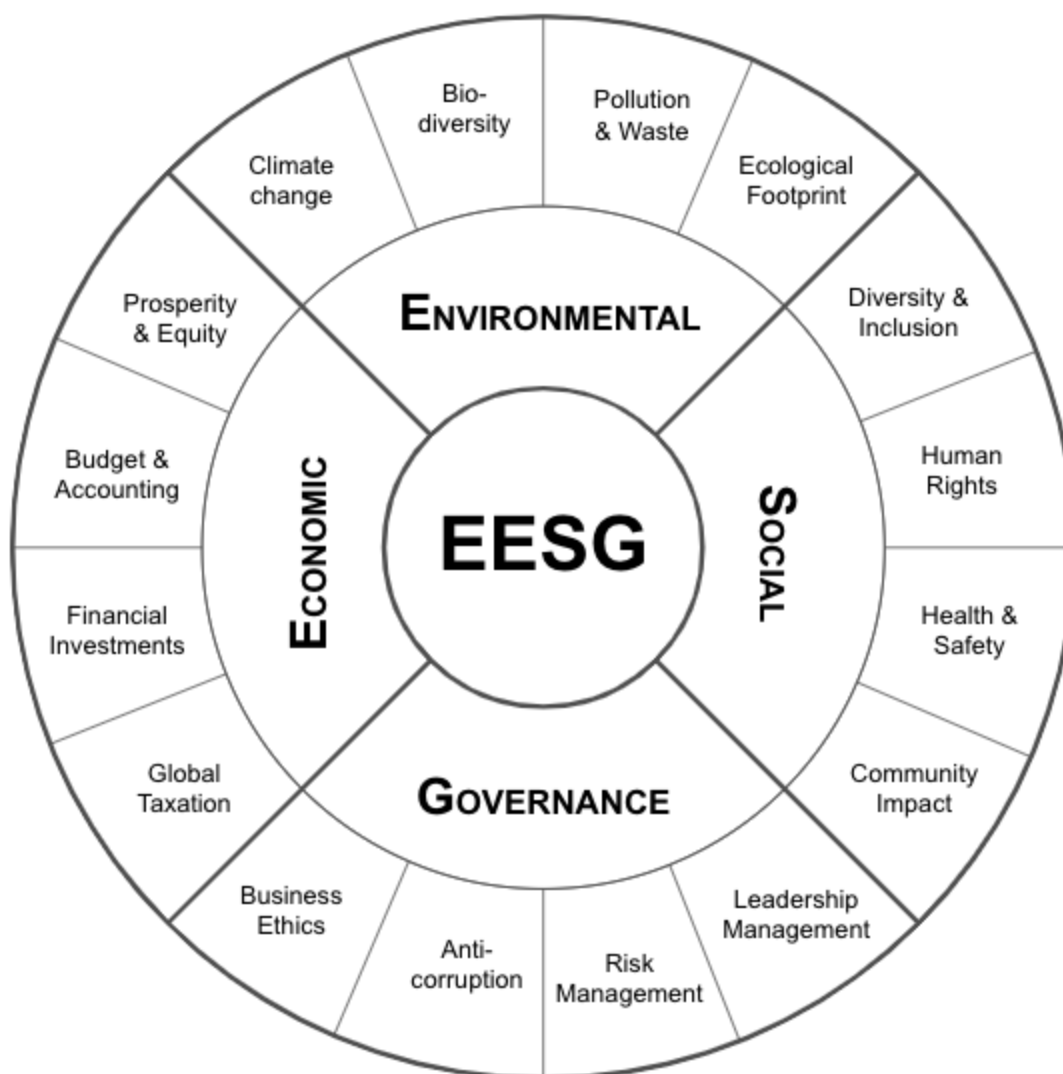 EESG
ENVIRONMENTAL
Climate
change
Bio-
diversity
Pollution
& Waste
Ecological
Footprint
SOCIAL
Diversity &
Inclusion
Human
Rights
Health &
Safety
Community
Impact
GOVERNANCE
Leadership
Management
Risk
Management
Anti-
corruption
Business
Ethics
ECONOMIC
Global
Taxation
Financial
Investments
Budget &
Accounting
Prosperity
& Equity